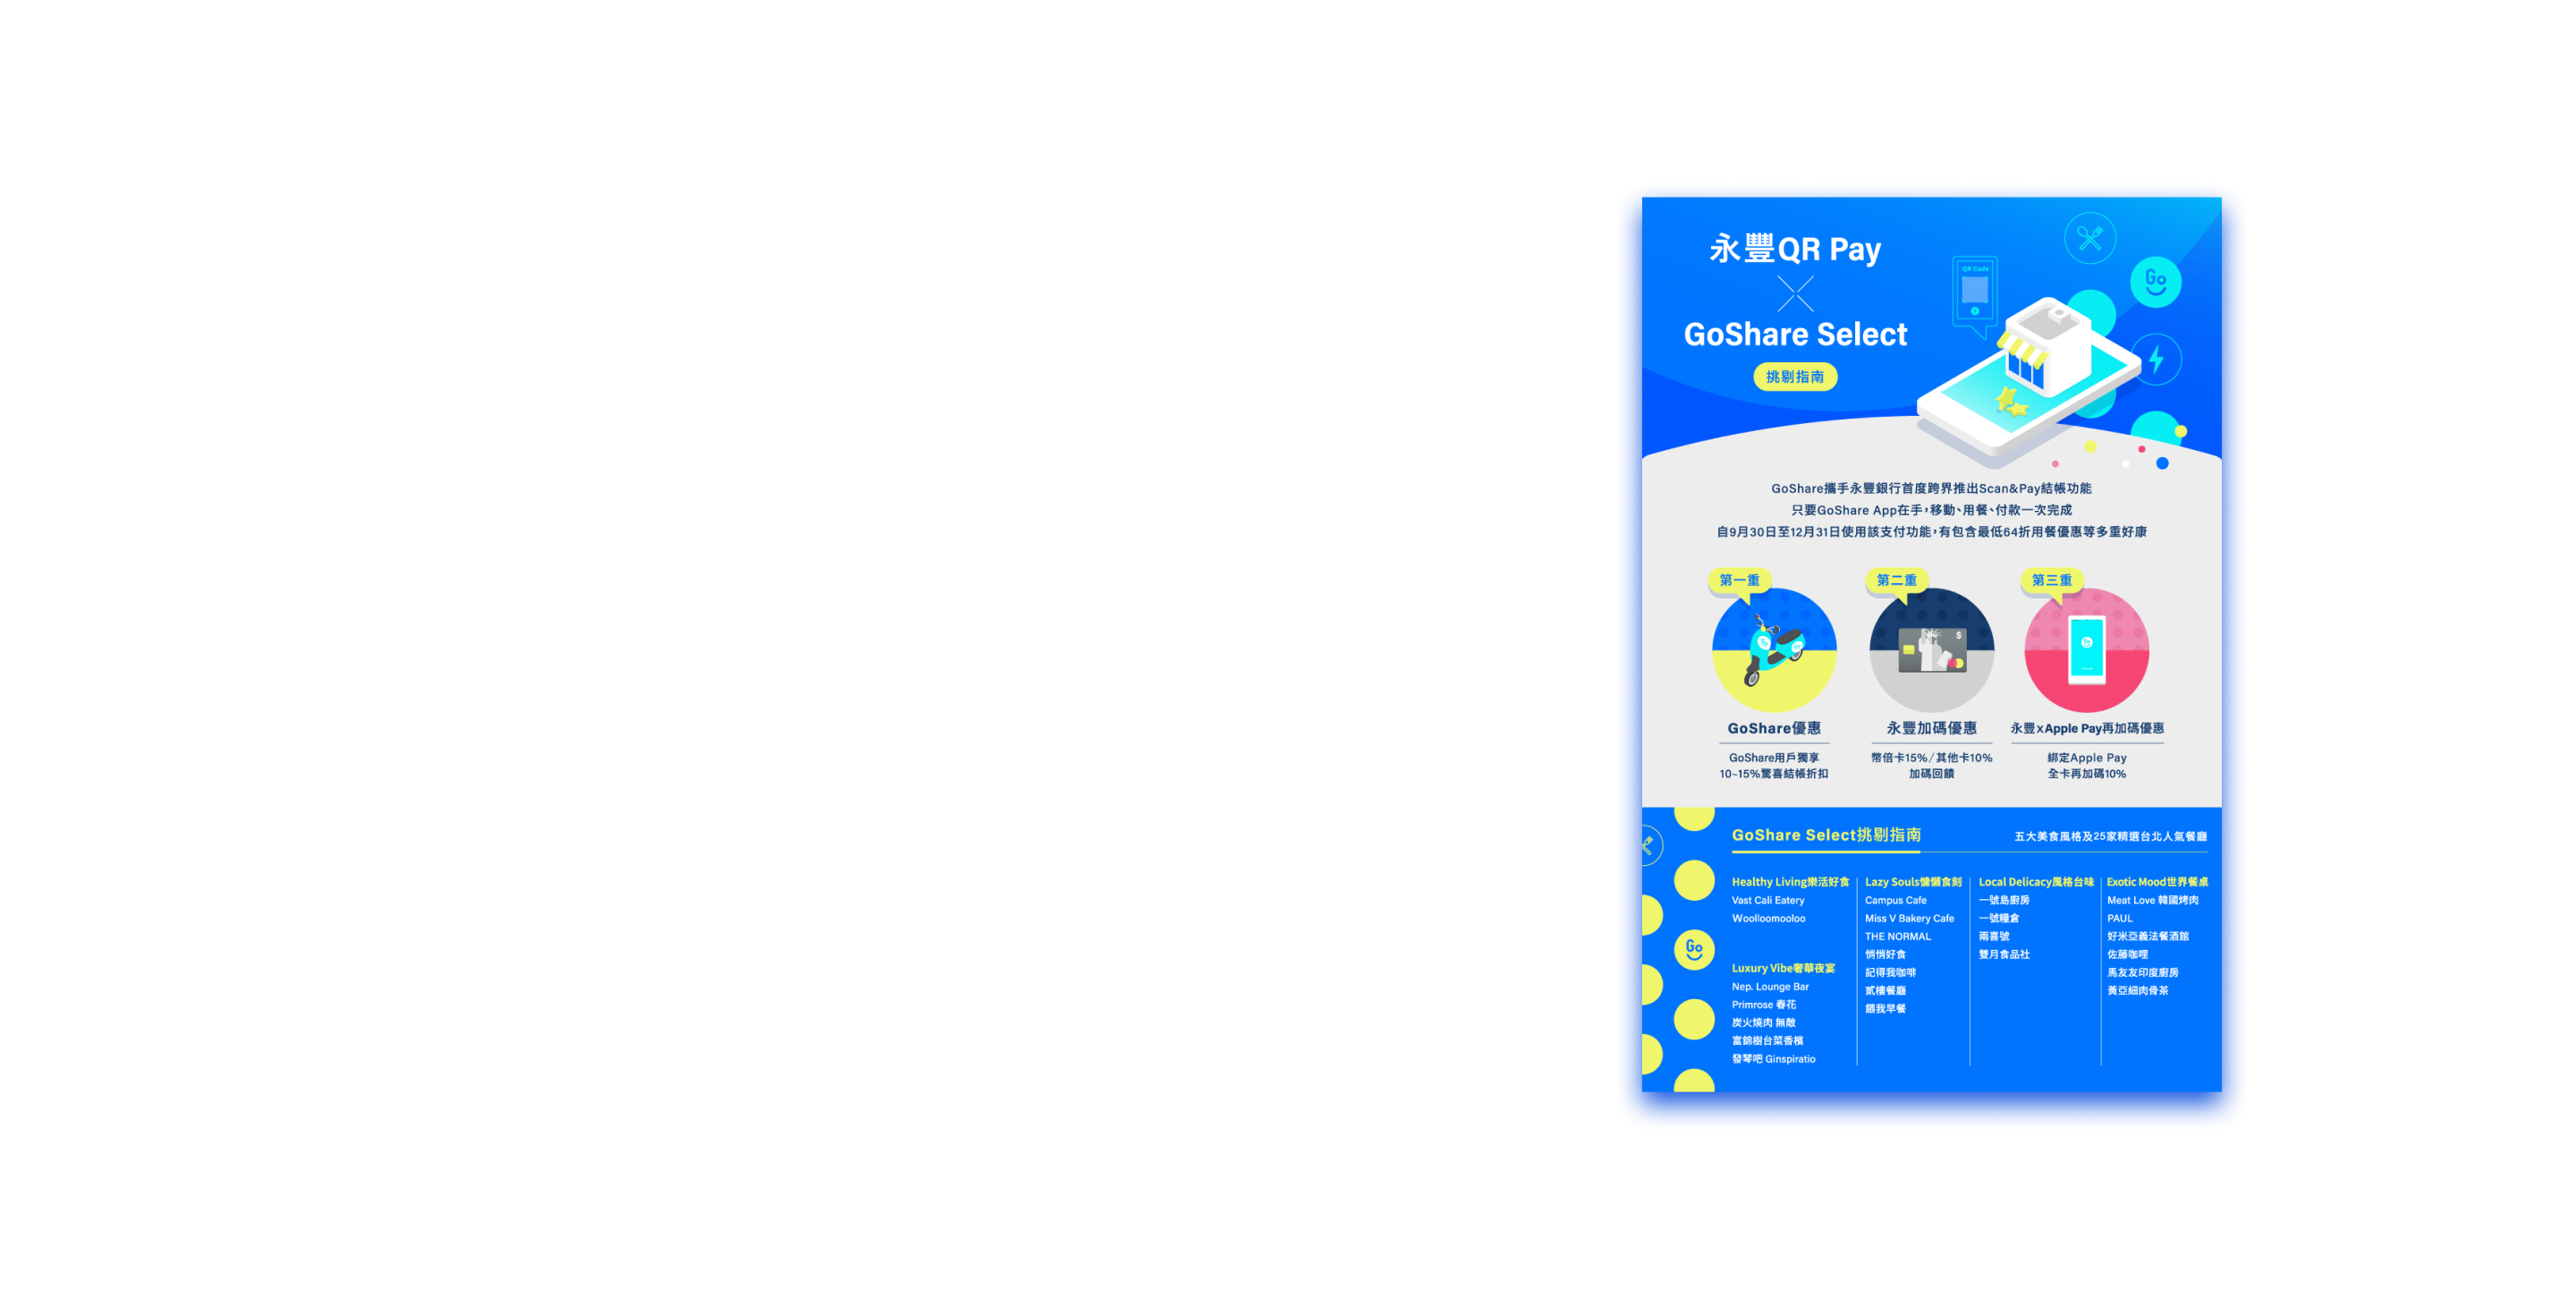 永豐QR Pay
GoShare Select
挑剔指南
QR Code
Go
GoShare攜手永豐銀行首度跨界推出Scan&Pay結帳功能
只要GoShare App在手，移動、用餐、付款一次完成
自9月30日至12月31日使用該支付功能，有包含最低64折用餐優惠等多重好康
第一重
第二重
第三重
$
GoShare優惠
GoShare用戶獨享
10~15%驚喜結帳折扣
永豐加碼優惠
幣倍卡15%/其他卡10%
加碼回饋
永豐xApple Pay再加碼優惠
綁定Apple Pay
全卡再加碼10%
GoShare Select挑剔指南
五大美食風格及25家精選台北人氣餐廳
Go
Healthy Living樂活好食
Vast Cali Eatery
Woolloomooloo
Luxury Vibe奢華夜宴
Nep. Lounge Bar
Primrose 春花
炭火燒肉 無敵
富錦樹台菜香檳
發琴吧 Ginspiratio
Lazy Souls慵懶食刻
Campus Cafe
Miss V Bakery Cafe
THE NORMAL
悄悄好食
記得我咖啡
貳樓餐廳
餵我早餐
Local Delicacy風格台味
一號島廚房
一號糧倉
兩喜號
雙月食品社
Exotic Mood世界餐桌
Meat Love 韓國烤肉
PAUL
好米亞義法餐酒館
佐藤咖哩
馬友友印度廚房
黃亞細肉骨茶